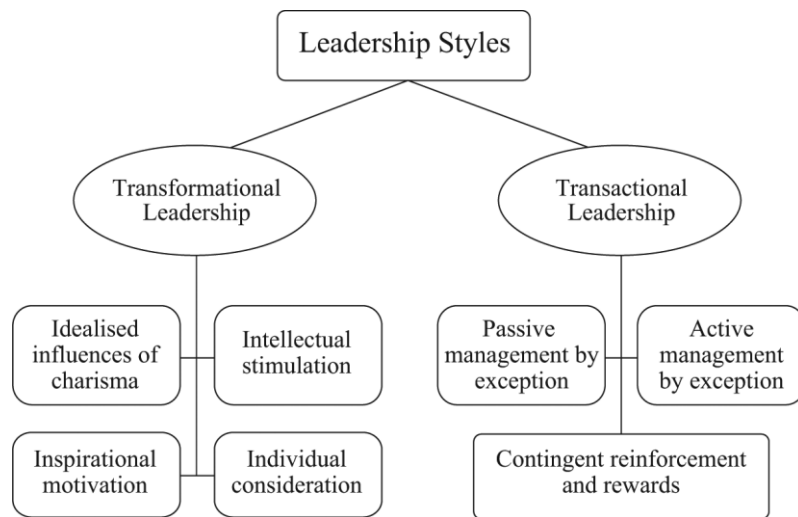 Leadership Styles
Transformational
Leadership
Transactional
Leadership
Idealised
influences of
charisma
Intellectual
stimulation
Passive
management by
exception
Active
management
by exception
Inspirational
motivation
Individual
consideration
Contingent reinforcement
and rewards